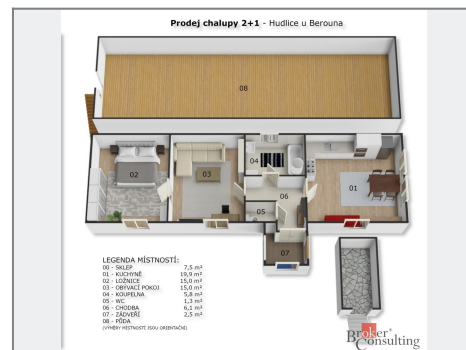 Prodej chalupy 2+1 - Hudlice u Berouna
08
02
03
04
06
05
01
07
LEGENDA MÍSTNOSTÍ:
00 - SKLEP 7,5 m²
01 - KUCHYNĚ 19,9 m²
02 - LOŽNICE 15,0 m²
03 - OBÝVACÍ POKOJ 15,0 m²
04 - KOUPELNA 5,8 m²
05 - WC 1,3 m²
06 - CHODBA 6,1 m²
07 - ZÁDVEŘÍ 2,5 m²
08 - PŮDA
(VÝMĚRY MÍSTNOSTÍ JSOU ORIENTAČNÍ)
Broker
Consulting